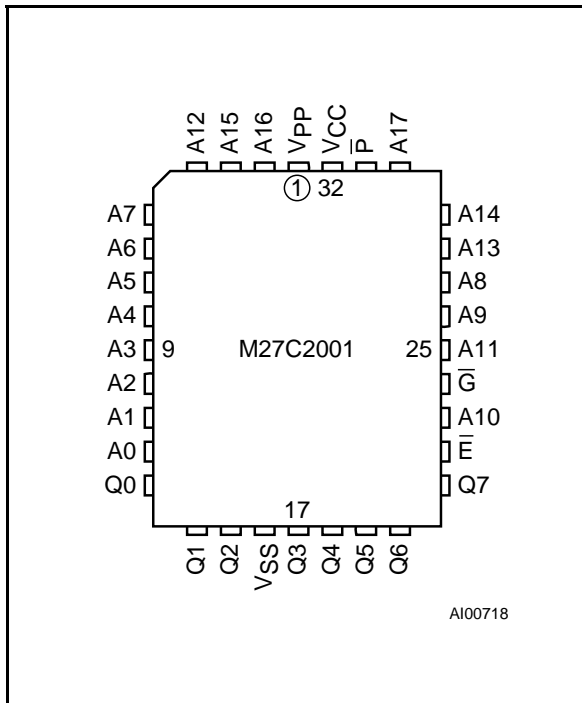 A12 A15 A16 VPP VCC P̅ A17
① 32
A7 A14
A6 A13
A5 A8
A4 A9
A3 9 M27C2001 25 A11
A2 G̅
A1 A10
A0 E̅
Q0 Q7
17
Q1 Q2 VSS Q3 Q4 Q5 Q6
AI00718